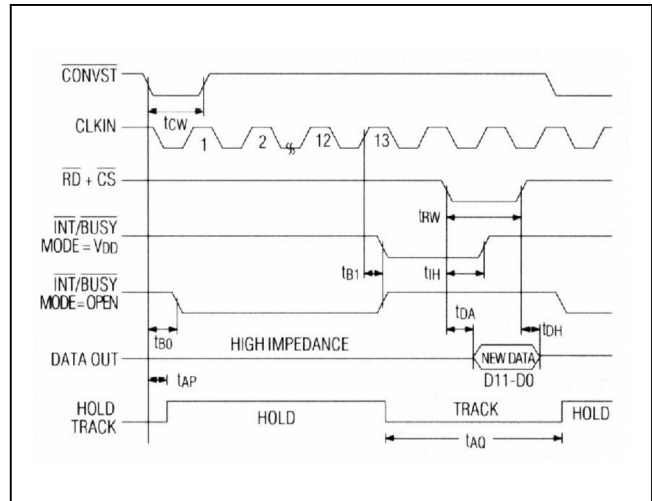 CONVST
tCW
CLKIN
1 2 12 13
RD + CS
tRW
INT/BUSY
MODE = VDD
tB1 tIH
INT/BUSY
MODE = OPEN
tB0 tDA tDH
HIGH IMPEDANCE
DATA OUT NEW DATA
D11-D0
tAP
HOLD
TRACK
HOLD TRACK HOLD
tAQ